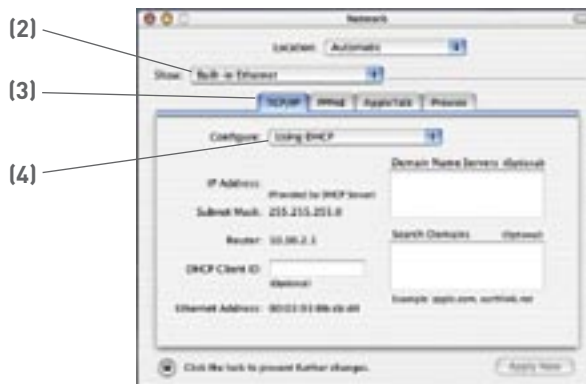 (2)
(3)
(4)
Network
Location: Automatic
Show: Built-in Ethernet
TCP/IP PPPoE AppleTalk Proxies
Configure: Using DHCP
Domain Name Servers (Optional)
IP Address:
(Provided by DHCP Server)
Subnet Mask: 255.255.255.0
Router: 10.10.2.1
Search Domains (Optional)
DHCP Client ID:
(Optional)
Example: apple.com, earthlink.net
Ethernet Address:
Click the lock to prevent further changes.
Apply Now